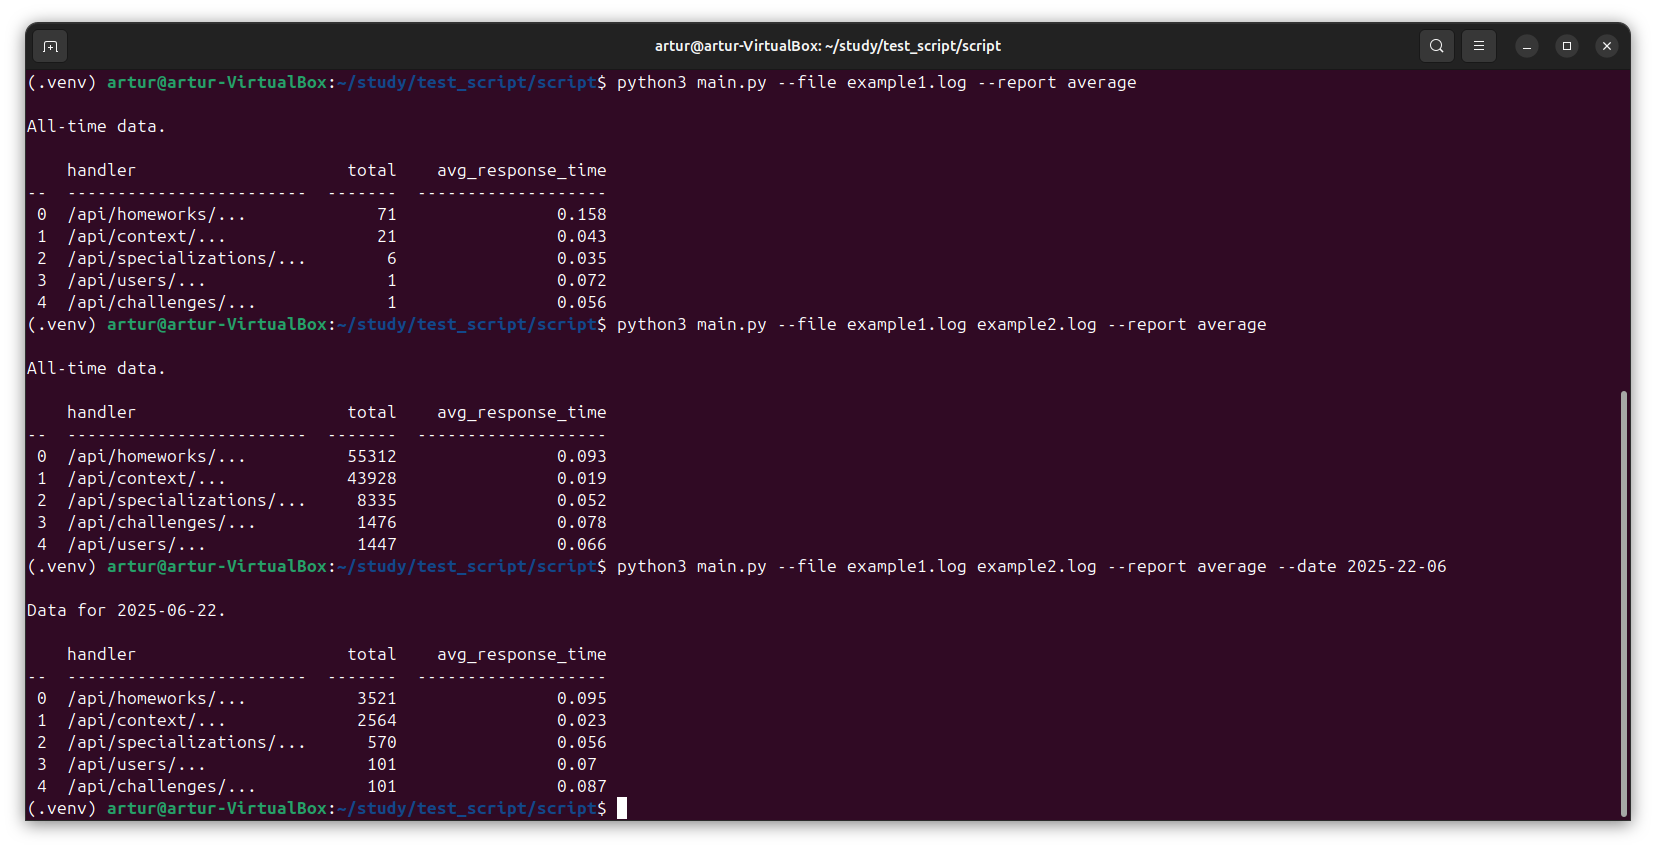 artur@artur-VirtualBox: ~/study/test_script/script
(.venv) artur@artur-VirtualBox:~/study/test_script/script$ python3 main.py --file example1.log --report average
All-time data.
    handler                     total    avg_response_time
--  ------------------------  -------  -------------------
 0  /api/homeworks/...             71                0.158
 1  /api/context/...               21                0.043
 2  /api/specializations/...        6                0.035
 3  /api/users/...                  1                0.072
 4  /api/challenges/...             1                0.056
(.venv) artur@artur-VirtualBox:~/study/test_script/script$ python3 main.py --file example1.log example2.log --report average
All-time data.
    handler                     total    avg_response_time
--  ------------------------  -------  -------------------
 0  /api/homeworks/...          55312                0.093
 1  /api/context/...            43928                0.019
 2  /api/specializations/...     8335                0.052
 3  /api/challenges/...          1476                0.078
 4  /api/users/...               1447                0.066
(.venv) artur@artur-VirtualBox:~/study/test_script/script$ python3 main.py --file example1.log example2.log --report average --date 2025-22-06
Data for 2025-06-22.
    handler                     total    avg_response_time
--  ------------------------  -------  -------------------
 0  /api/homeworks/...           3521                0.095
 1  /api/context/...             2564                0.023
 2  /api/specializations/...      570                0.056
 3  /api/users/...                101                0.07
 4  /api/challenges/...           101                0.087
(.venv) artur@artur-VirtualBox:~/study/test_script/script$